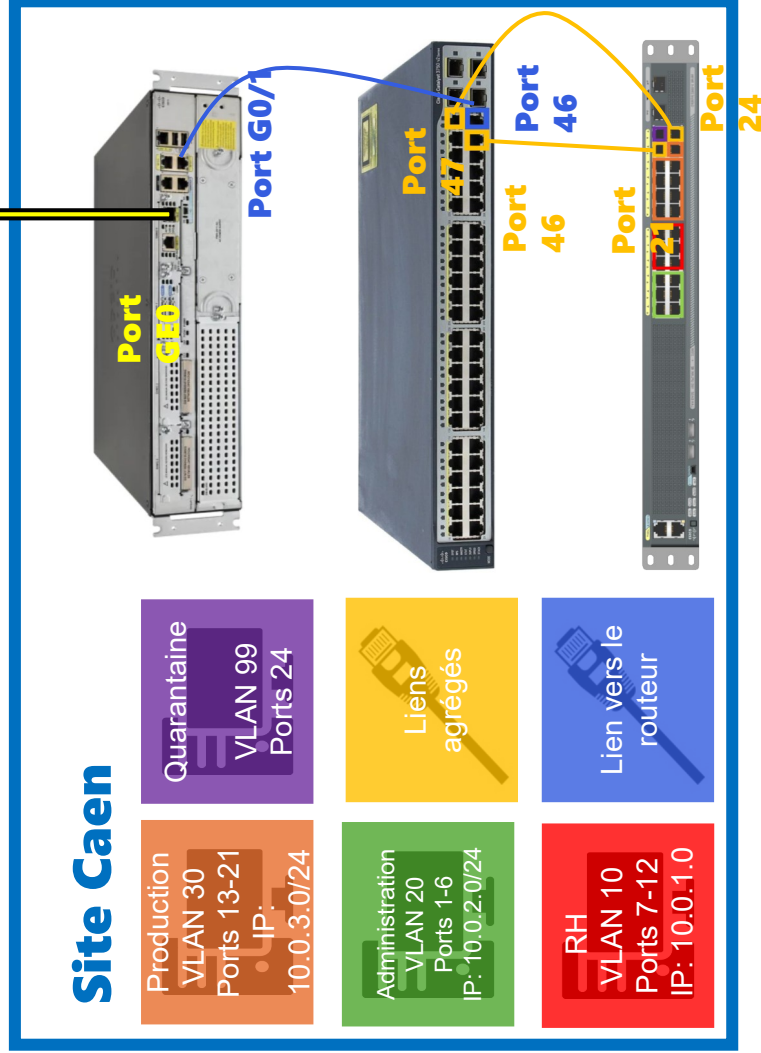 Site Caen
Production
VLAN 30
Ports 13-21
IP:
10.0.3.0/24
Quarantaine
VLAN 99
Ports 24
Administration
VLAN 20
Ports 1-6
IP: 10.0.2.0/24
Liens
agrégés
RH
VLAN 10
Ports 7-12
IP: 10.0.1.0
Lien vers le
routeur
Port
GE0
Port G0/1
Port
47
Port
46
Port
46
Port
21
Port
24